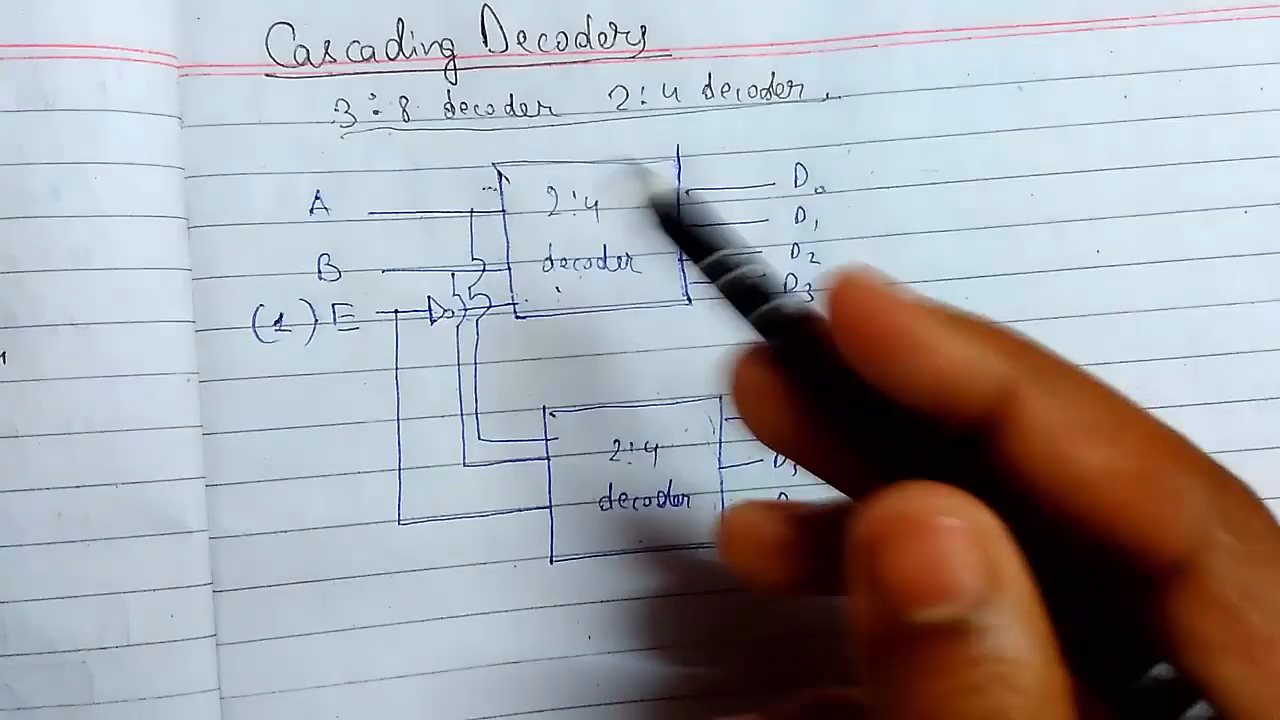 Cascading Decoders
3:8 decoder 2:4 decoder
A
2:4
decoder
B
(1) E
D0
D1
D2
D3
2:4
decoder